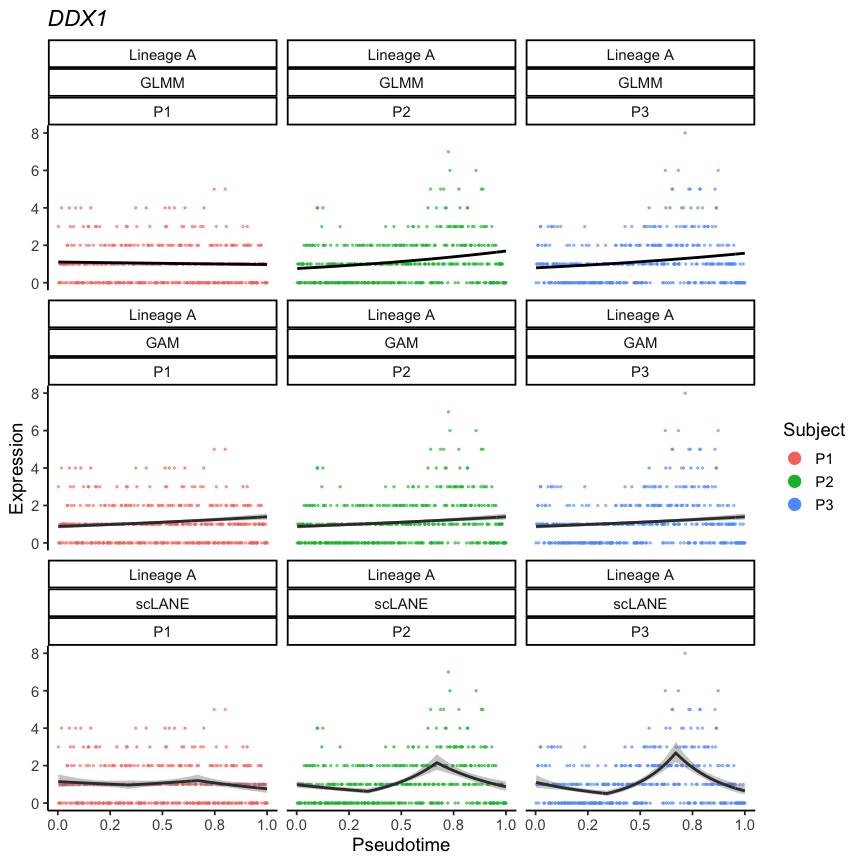 DDX1
Lineage A
Lineage A
Lineage A
GLMM
GLMM
GLMM
P1
P2
P3
8
6
4
2
0
Lineage A
Lineage A
Lineage A
GAM
GAM
GAM
P1
P2
P3
8
6
4
2
0
Expression
Lineage A
Lineage A
Lineage A
scLANE
scLANE
scLANE
P1
P2
P3
8
6
4
2
0
0.0 0.2 0.5 0.8 1.0
0.0 0.2 0.5 0.8 1.0
0.0 0.2 0.5 0.8 1.0
Pseudotime
Subject
P1
P2
P3